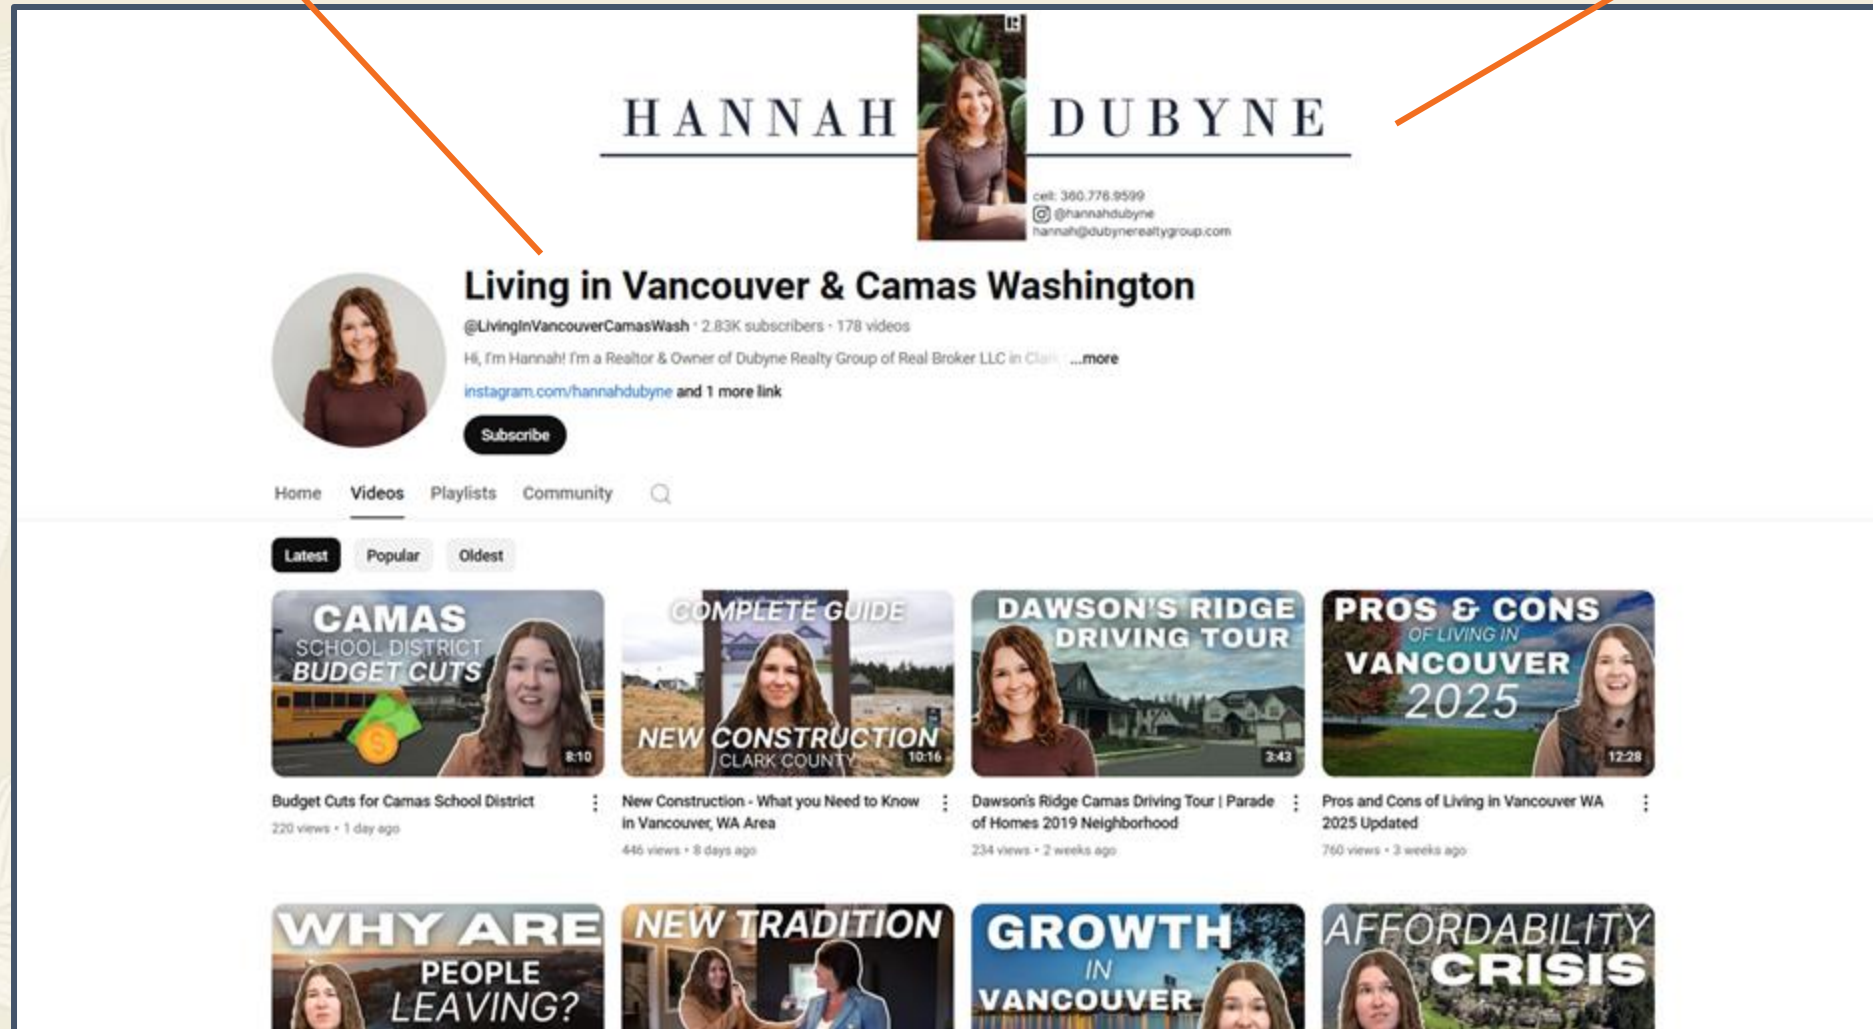 HANNAH DUBYNE
cell: 360.776.9599
@hannahdubyne
hannah@dubynerealtygroup.com
Living in Vancouver & Camas Washington
@LivingInVancouverCamasWash · 2.83K subscribers · 178 videos
Hi, I'm Hannah! I'm a Realtor & Owner of Dubyne Realty Group of Real Broker LLC in Clark ...more
instagram.com/hannahdubyne and 1 more link
Subscribe
Home Videos Playlists Community
Latest Popular Oldest
CAMAS
SCHOOL DISTRICT
BUDGET CUTS
8:10
COMPLETE GUIDE
NEW CONSTRUCTION
CLARK COUNTY
10:16
DAWSON'S RIDGE
DRIVING TOUR
3:43
PROS & CONS
OF LIVING IN
VANCOUVER
2025
12:28
Budget Cuts for Camas School District
220 views • 1 day ago
New Construction - What you Need to Know
in Vancouver, WA Area
446 views • 8 days ago
Dawson's Ridge Camas Driving Tour | Parade
of Homes 2019 Neighborhood
234 views • 2 weeks ago
Pros and Cons of Living in Vancouver WA
2025 Updated
760 views • 3 weeks ago
WHY ARE
PEOPLE
LEAVING?
NEW TRADITION
GROWTH
IN
VANCOUVER
AFFORDABILITY
CRISIS